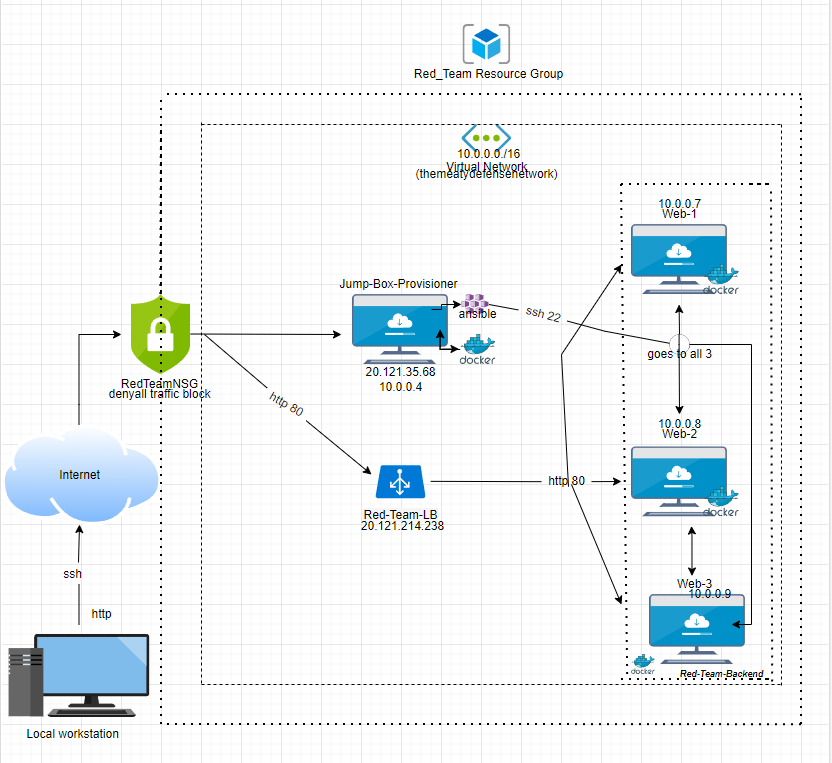 Red_Team Resource Group
10.0.0.0./16
Virtual Network
(themeatydefensenetwork)
10.0.0.7
Web-1
docker
Jump-Box-Provisioner
ansible
ssh 22
docker
goes to all 3
20.121.35.68
10.0.0.4
RedTeamNSG
denyall traffic block
http 80
10.0.0.8
Web-2
docker
Internet
http 80
Red-Team-LB
20.121.214.238
ssh
http
Web-3
10.0.0.9
docker
Red-Team-Backend
Local workstation